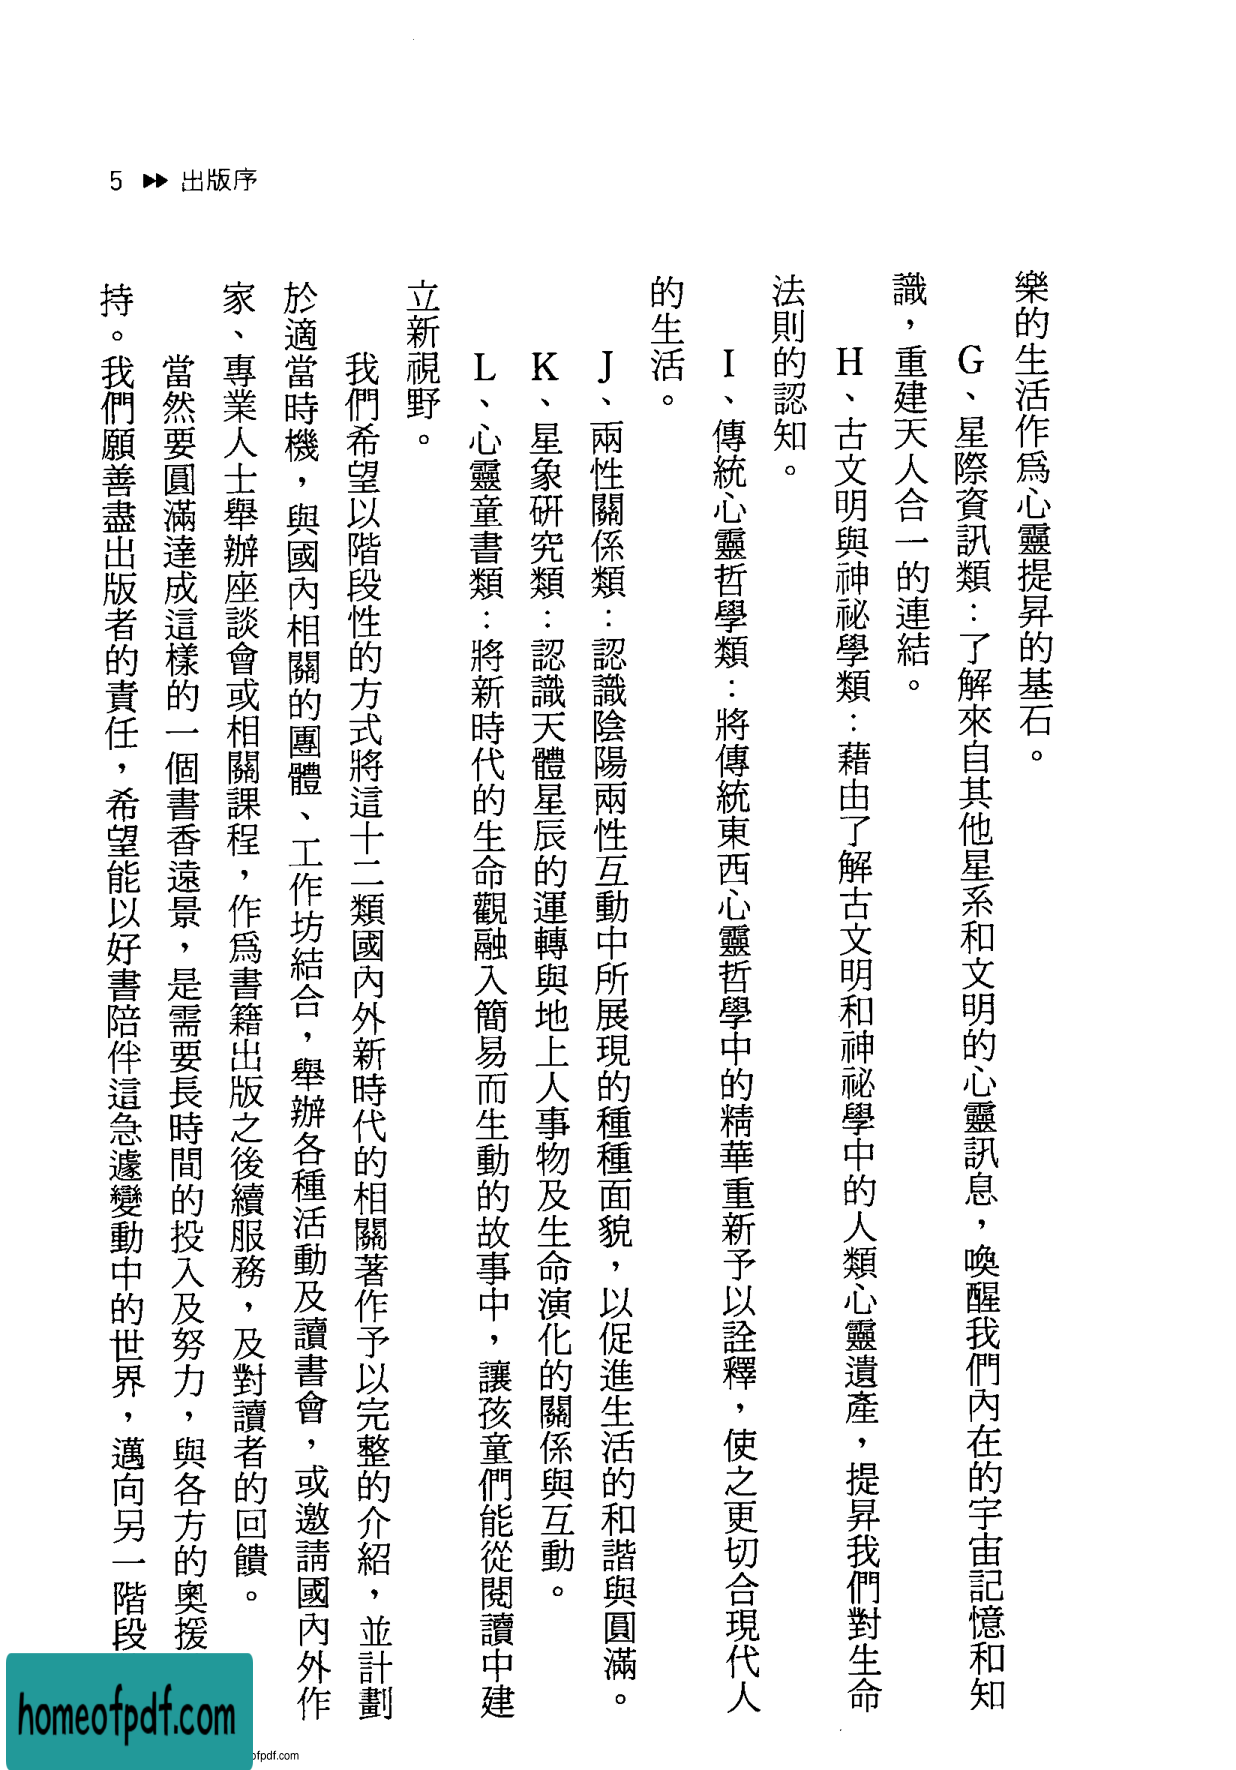 5 ▶▶ 出版序
樂的生活作爲心靈提昇的基石。
G、星際資訊類：了解來自其他星系和文明的心靈訊息，喚醒我們內在的宇宙記憶和知
識，重建天人合一的連結。
H、古文明與神祕學類：藉由了解古文明和神祕學中的人類心靈遺產，提昇我們對生命
法則的認知。
I、傳統心靈哲學類：將傳統東西心靈哲學中的精華重新予以詮釋，使之更切合現代人
的生活。
J、兩性關係類：認識陰陽兩性互動中所展現的種種面貌，以促進生活的和諧與圓滿。
K、星象研究類：認識天體星辰的運轉與地上人事物及生命演化的關係與互動。
L、心靈童書類：將新時代的生命觀融入簡易而生動的故事中，讓孩童們能從閱讀中建
立新視野。
我們希望以階段性的方式將這十二類國內外新時代的相關著作予以完整的介紹，並計劃
於適當時機，與國內相關的團體、工作坊結合，舉辦各種活動及讀書會，或邀請國內外作
家、專業人士舉辦座談會或相關課程，作爲書籍出版之後續服務，及對讀者的回饋。
當然要圓滿達成這樣的一個書香遠景，是需要長時間的投入及努力，與各方的奧援
持。我們願善盡出版者的責任，希望能以好書陪伴這急遽變動中的世界，邁向另一階段
homeofpdf.com
ofpdf.com